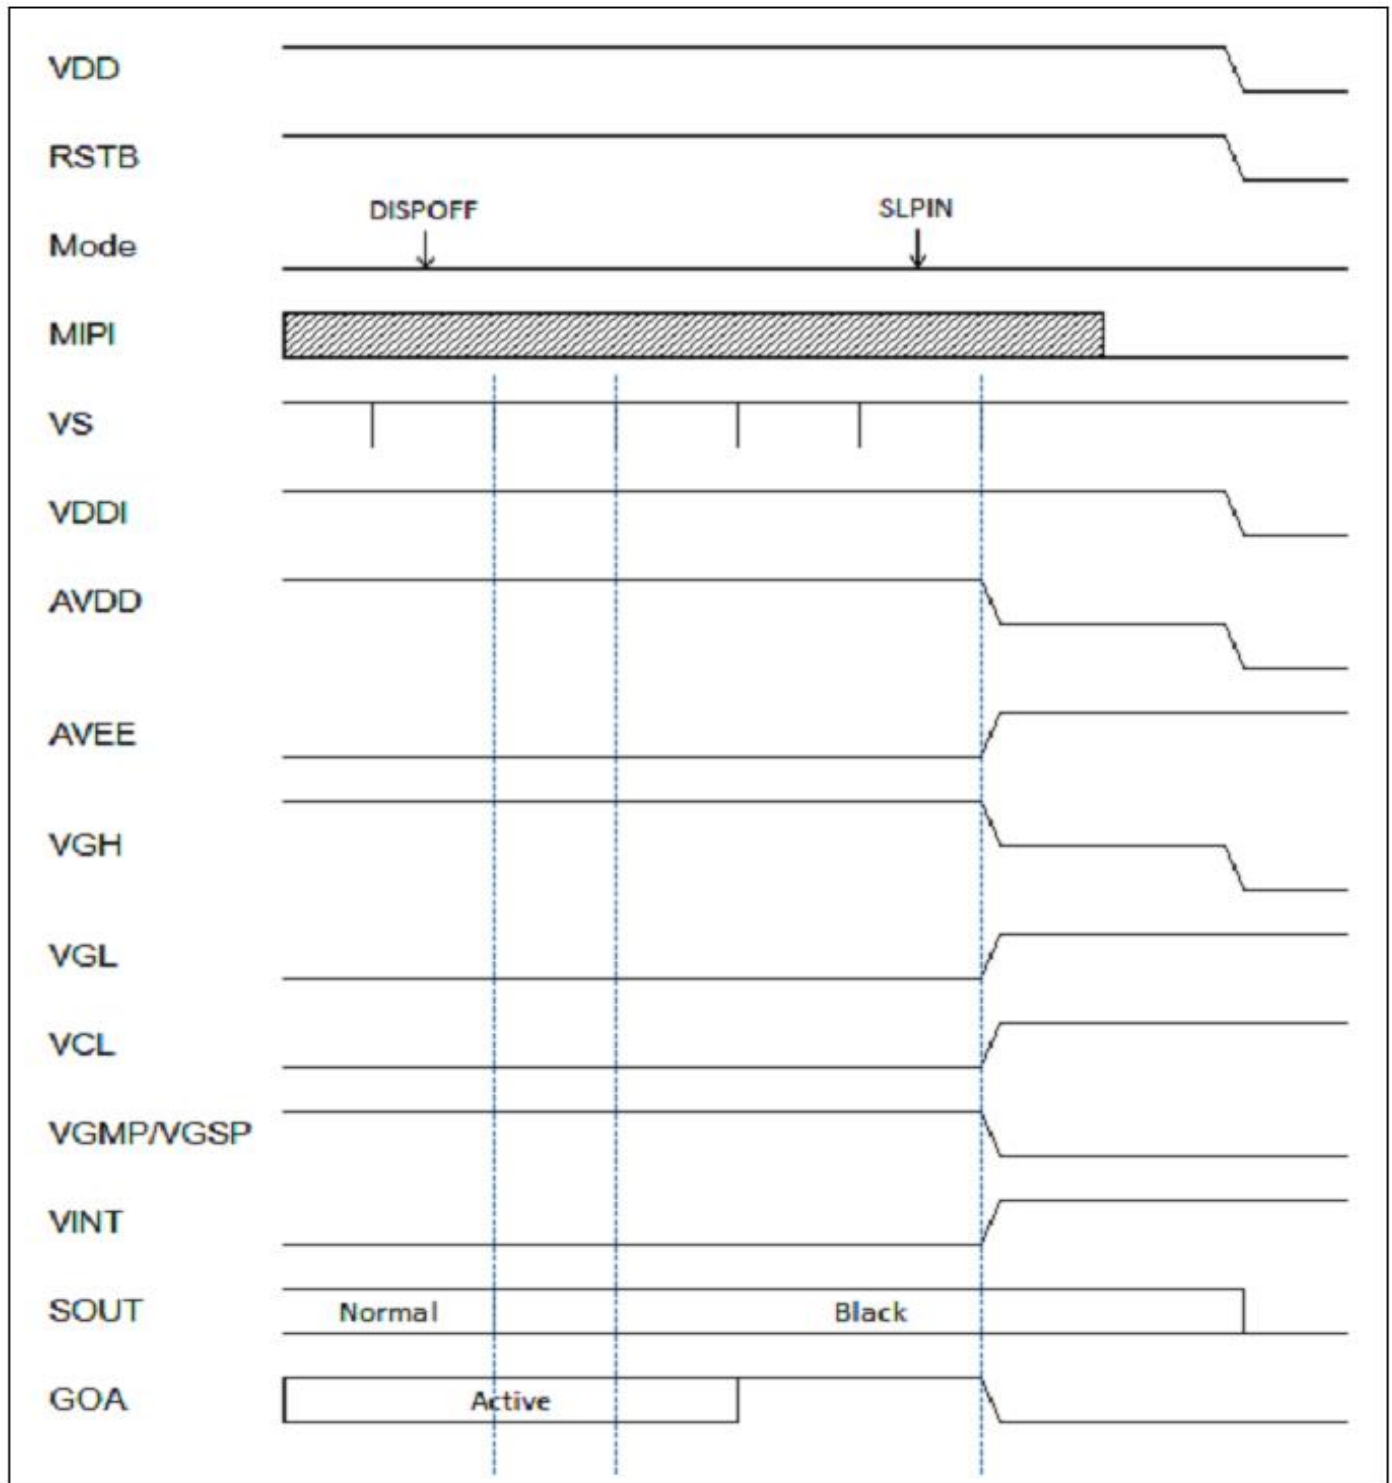 VDD
RSTB
DISPOFF SLPIN
Mode
MIPI
VS
VDDI
AVDD
AVEE
VGH
VGL
VCL
VGMP/VGSP
VINT
SOUT Normal Black
GOA Active